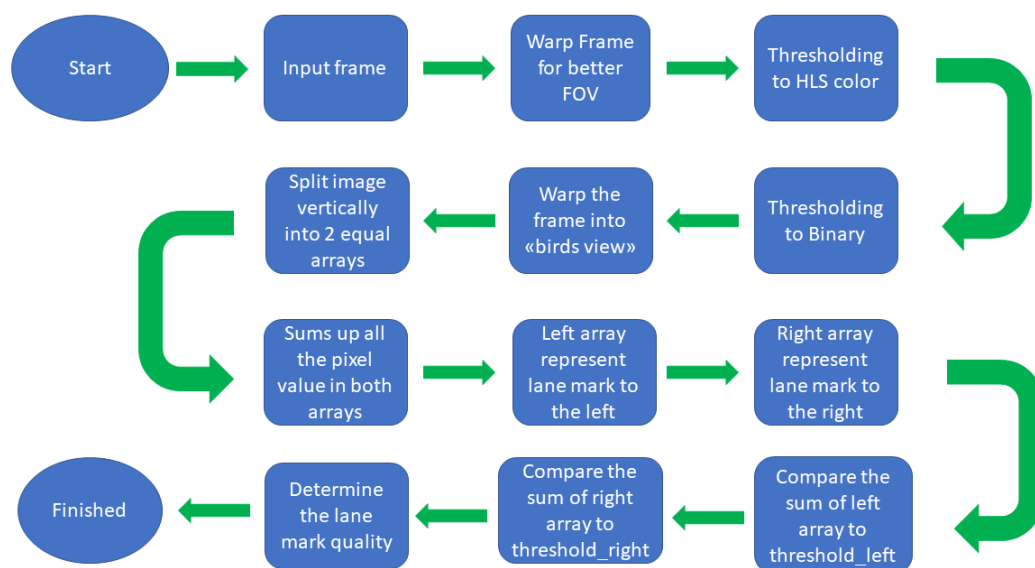 Start
Input frame
Warp Frame
for better
FOV
Thresholding
to HLS color
Thresholding
to Binary
Warp the
frame into
«birds view»
Split image
vertically
into 2 equal
arrays
Sums up all
the pixel
value in both
arrays
Left array
represent
lane mark to
the left
Right array
represent
lane mark to
the right
Compare the
sum of left
array to
threshold_left
Compare the
sum of right
array to
threshold_right
Determine
the lane
mark quality
Finished